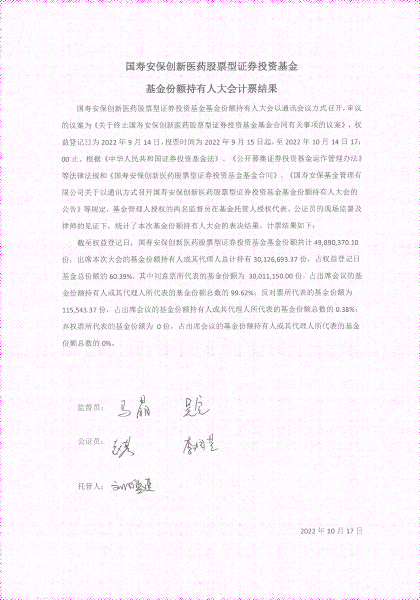 国寿安保创新医药股票型证券投资基金
基金份额持有人大会计票结果
国寿安保创新医药股票型证券投资基金基金份额持有人大会以通讯会议方式召开，审议
的议案为《关于终止国寿安保创新医药股票型证券投资基金基金合同有关事项的议案》，权
益登记日为 2022 年 9 月 14 日，投票时间为 2022 年 9 月 15 日起，至 2022 年 10 月 14 日 17：
00 止。根据《中华人民共和国证券投资基金法》、《公开募集证券投资基金运作管理办法》
等法律法规和《国寿安保创新医药股票型证券投资基金基金合同》、《国寿安保基金管理有限
公司关于以通讯方式召开国寿安保创新医药股票型证券投资基金基金份额持有人大会的
公告》等规定，基金管理人授权的两名监督员在基金托管人授权代表、公证员的现场监督及
律师的见证下，统计了本次基金份额持有人大会的表决结果。计票结果如下：
截至权益登记日，国寿安保创新医药股票型证券投资基金基金份额共计 49,890,370.10
份，出席本次大会的基金份额持有人或其代理人总计持有 30,126,693.37 份，占权益登记日
基金总份额的 60.39%，其中同意票所代表的基金份额为 30,011,150.00 份，占出席会议的基
金份额持有人或其代理人所代表的基金份额总数的 99.62%；反对票所代表的基金份额为
115,543.37 份，占出席会议的基金份额持有人或其代理人所代表的基金份额总数的 0.38%；
弃权票所代表的基金份额为 0 份，占出席会议的基金份额持有人或其代理人所代表的基金
份额总数的 0%。
监督员：
公证员：
托管人：
2022 年 10 月 17 日